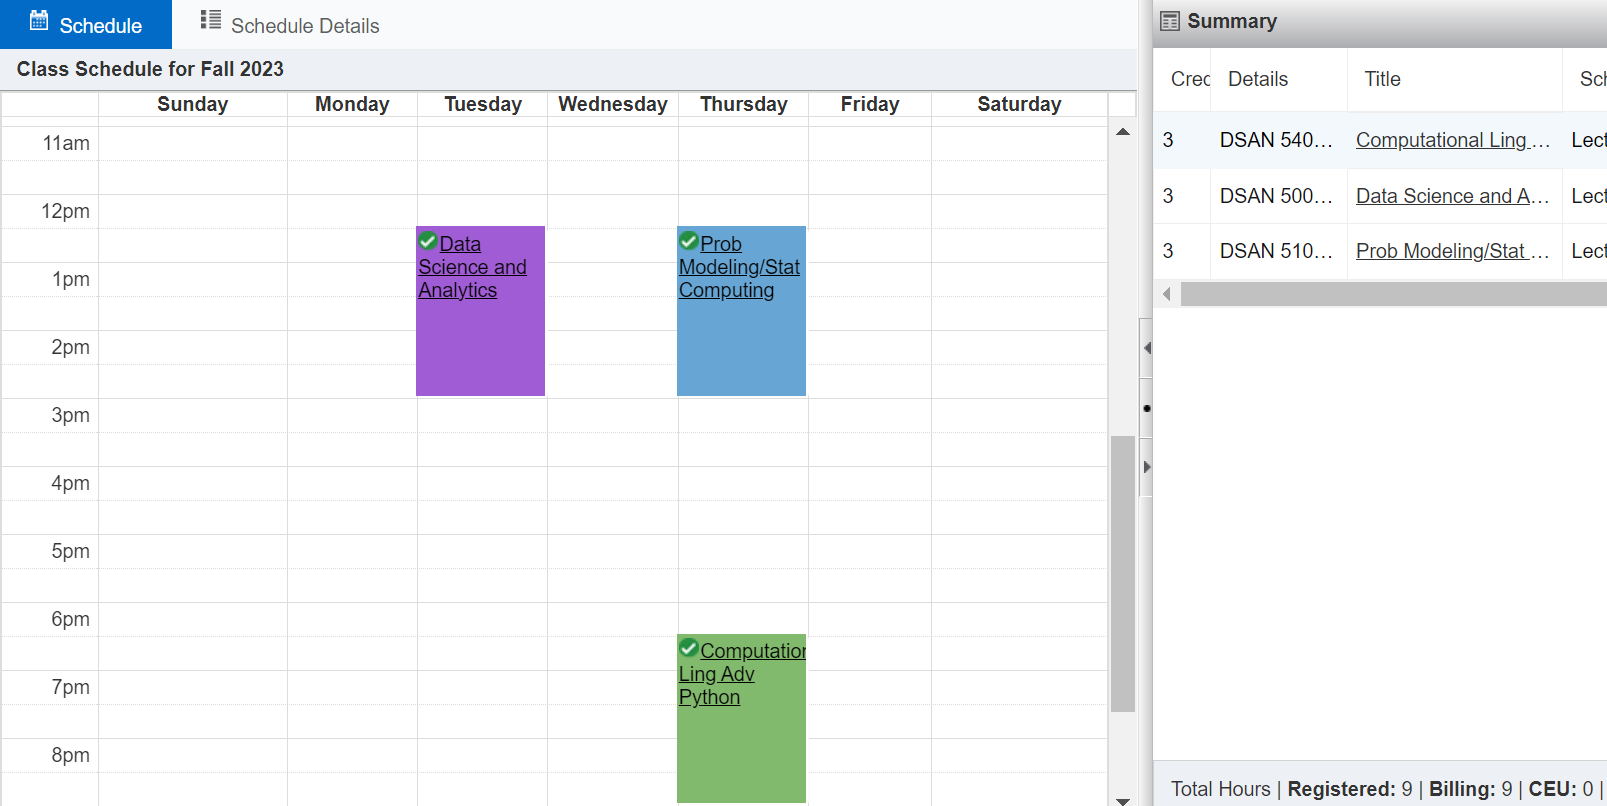 Schedule
Schedule Details
Class Schedule for Fall 2023
Sunday Monday Tuesday Wednesday Thursday Friday Saturday
11am
12pm
1pm
2pm
3pm
4pm
5pm
6pm
7pm
8pm
Data
Science and
Analytics
Prob
Modeling/Stat
Computing
Computation
Ling Adv
Python
Summary
Cred Details Title Sch
3 DSAN 540... Computational Ling ... Lect
3 DSAN 500... Data Science and A... Lect
3 DSAN 510... Prob Modeling/Stat ... Lect
Total Hours | Registered: 9 | Billing: 9 | CEU: 0 |